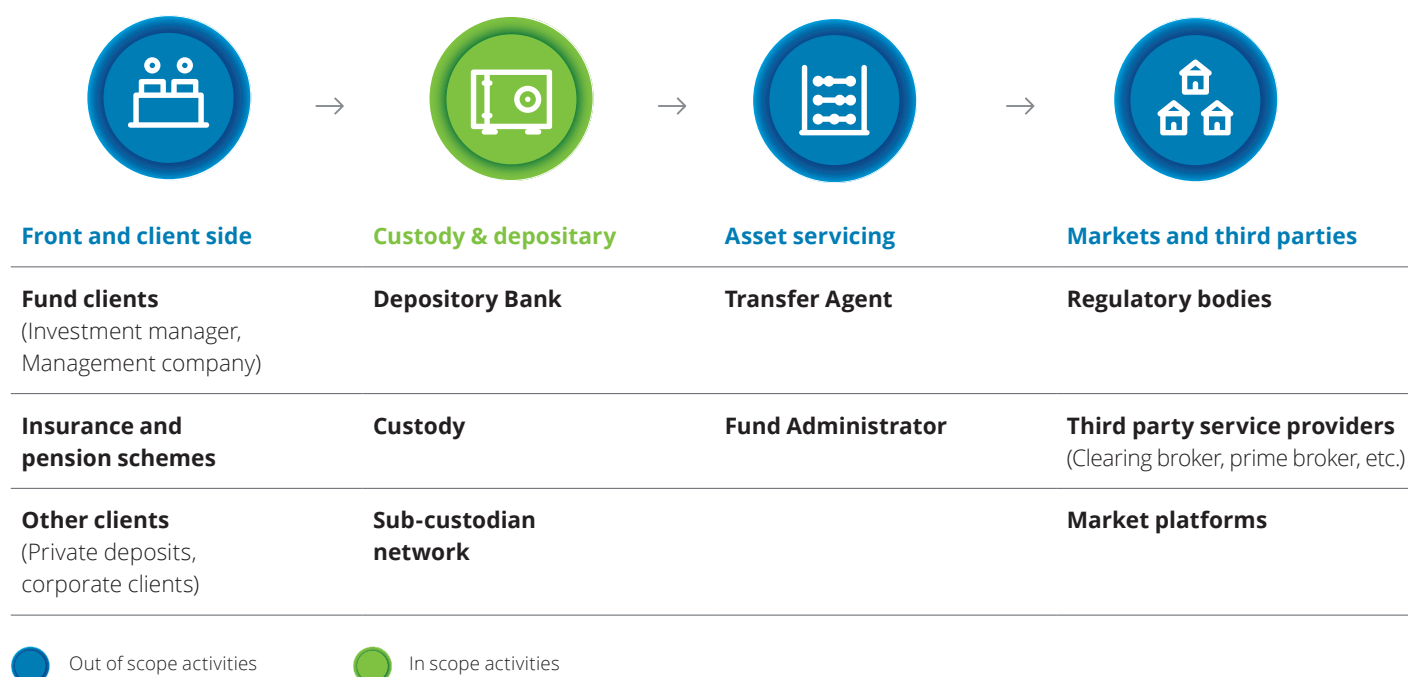 Front and client side
Custody & depositary
Asset servicing
Markets and third parties
Fund clients
(Investment manager,
Management company)
Depository Bank
Transfer Agent
Regulatory bodies
Insurance and
pension schemes
Custody
Fund Administrator
Third party service providers
(Clearing broker, prime broker, etc.)
Other clients
(Private deposits,
corporate clients)
Sub-custodian
network
Market platforms
Out of scope activities
In scope activities